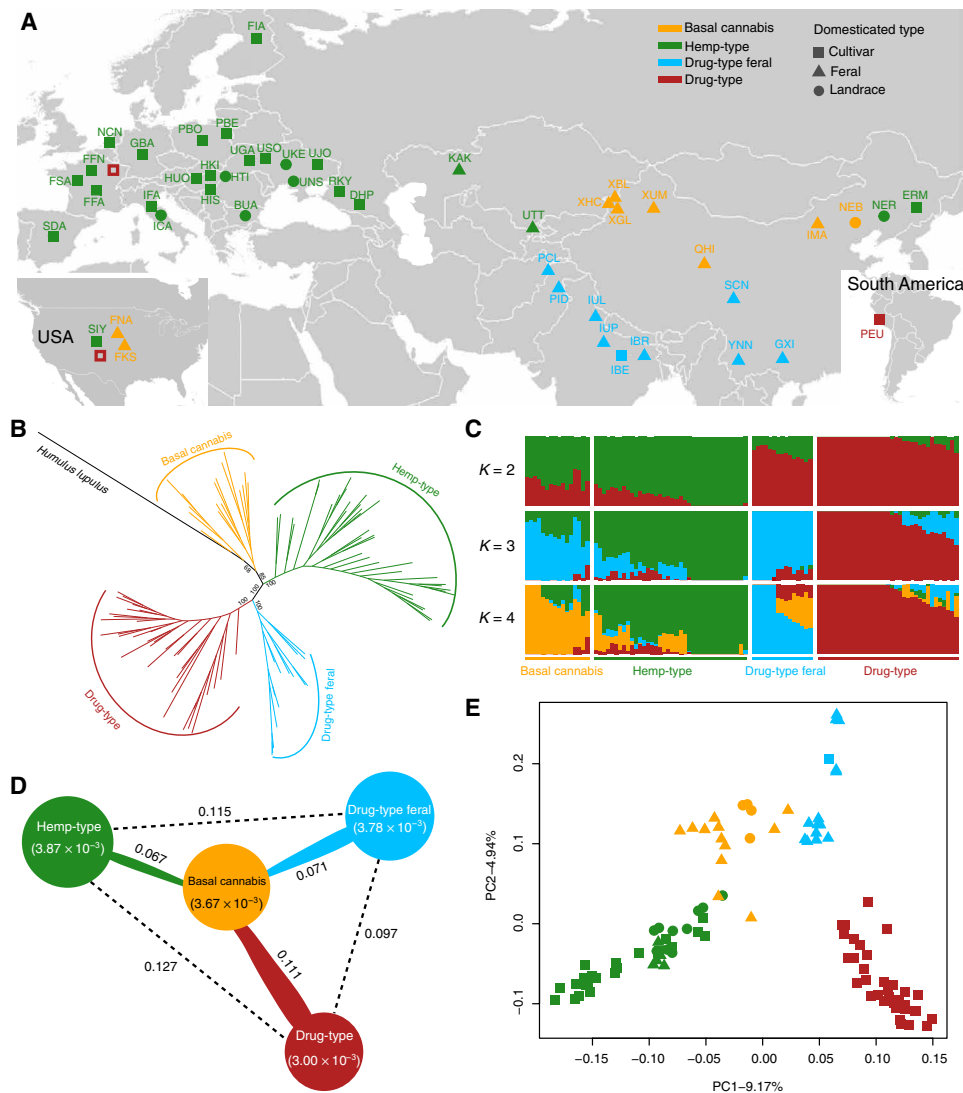 A
Basal cannabis
Hemp-type
Drug-type feral
Drug-type
Domesticated type
Cultivar
Feral
Landrace
FIA
NCN
GBA
PBO
PBE
FFN
FSA
FFA
UGA
USO
UKE
UJO
HKI
HUO
HTI
HIS
UNS
RKY
DHP
IFA
ICA
BUA
SDA
KAK
UTT
XBL
XHC
XGL
XUM
QHI
IMA
NEB
NER
ERM
PCL
PID
IUL
IUP
IBE
IBR
SCN
YNN
GXI
USA
SIY
FNA
FKS
South America
PEU
B
Humulus lupulus
Basal cannabis
Hemp-type
Drug-type
Drug-type feral
68
85
100
100
100
100
C
K = 2
K = 3
K = 4
Basal cannabis Hemp-type Drug-type feral Drug-type
D
Hemp-type
(3.87 × 10⁻³)
Drug-type feral
(3.78 × 10⁻³)
Basal cannabis
(3.67 × 10⁻³)
Drug-type
(3.00 × 10⁻³)
0.115
0.067
0.071
0.097
0.111
0.127
E
PC2–4.94%
0.2
0.1
0.0
−0.1
−0.15 −0.10 −0.05 0.00 0.05 0.10 0.15
PC1–9.17%